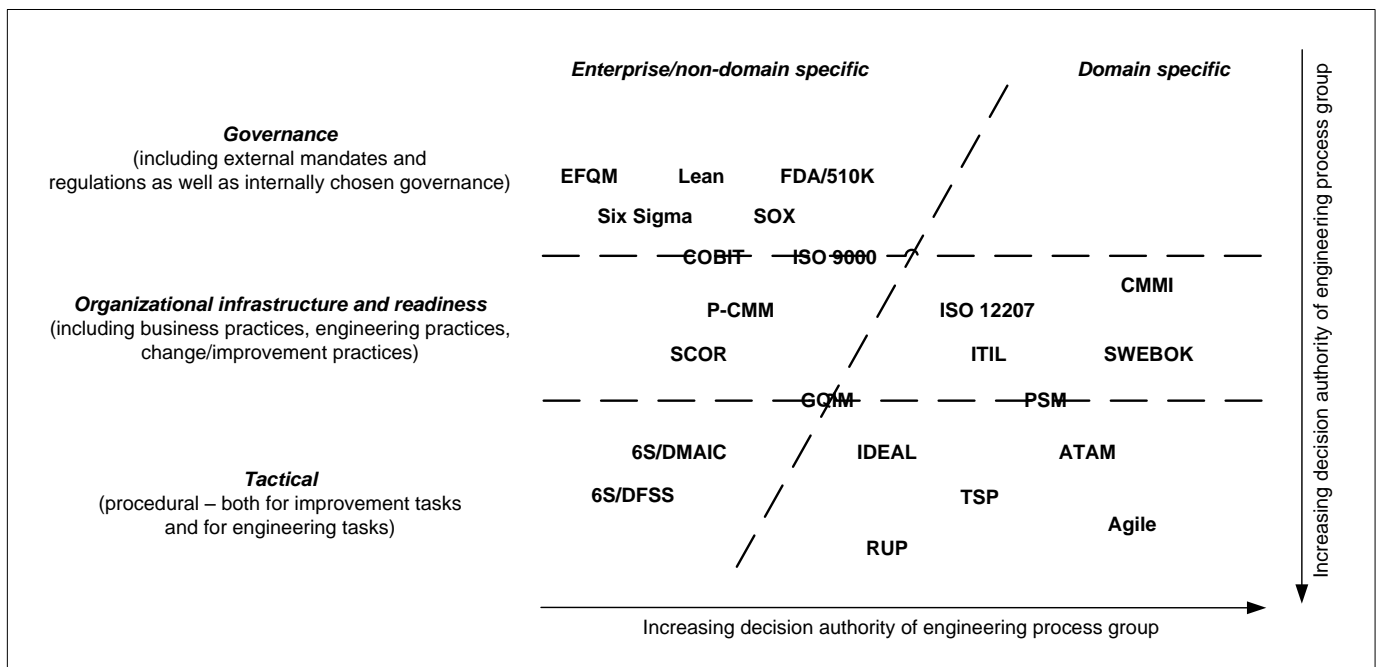 Enterprise/non-domain specific
Domain specific
Governance
(including external mandates and
regulations as well as internally chosen governance)
EFQM Lean FDA/510K
Six Sigma SOX
COBIT ISO 9000
CMMI
Organizational infrastructure and readiness
(including business practices, engineering practices,
change/improvement practices)
P-CMM ISO 12207
SCOR ITIL SWEBOK
GQIM PSM
6S/DMAIC IDEAL ATAM
Tactical
(procedural – both for improvement tasks
and for engineering tasks)
6S/DFSS TSP
Agile
RUP
Increasing decision authority of engineering process group
Increasing decision authority of engineering process group